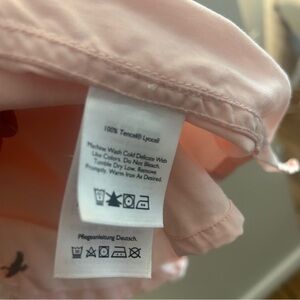 100% Tencel® Lyocell
Machine Wash Cold Delicate With
Like Colors. Do Not Bleach.
Tumble Dry Low. Remove
Promptly. Warm Iron As Desired.
Pflegeanleitung Deutsch.